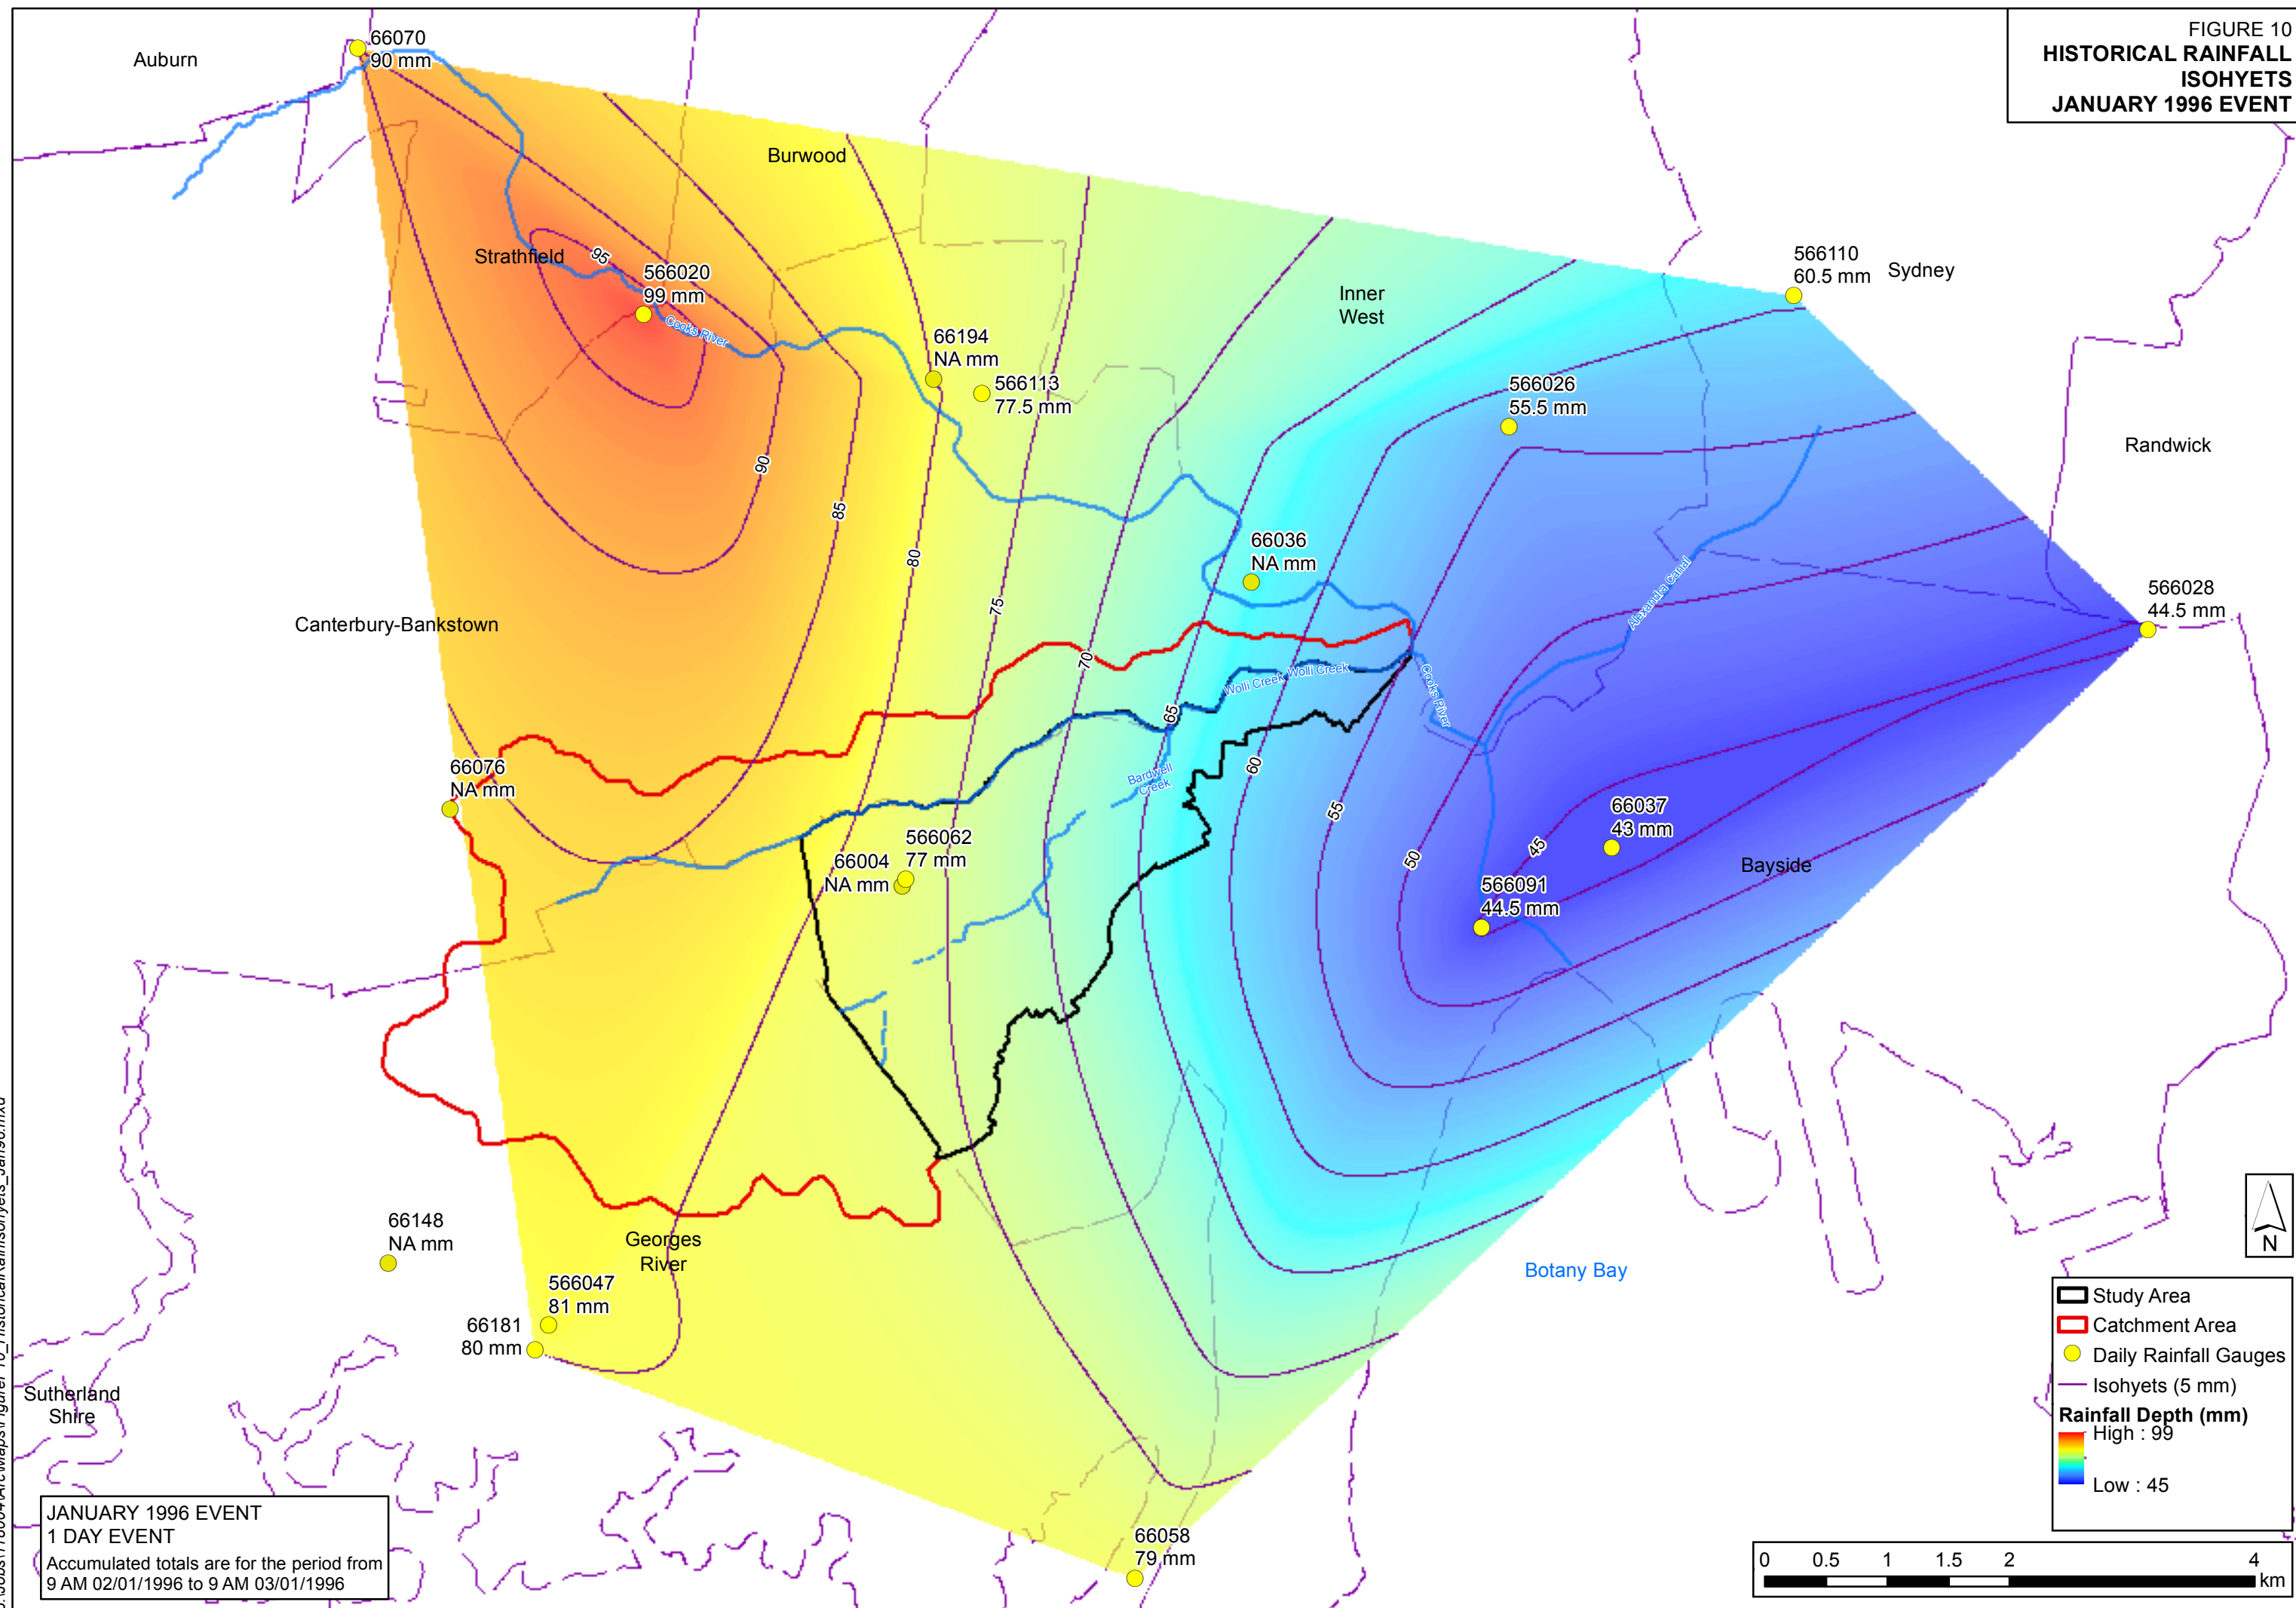 FIGURE 10
HISTORICAL RAINFALL
ISOHYETS
JANUARY 1996 EVENT
Auburn
66070
90 mm
Burwood
Strathfield
95
566020
99 mm
Cooks River
Inner
West
566110
60.5 mm
Sydney
66194
NA mm
566113
77.5 mm
566026
55.5 mm
Randwick
90
85
80
75
70
65
60
55
50
45
66036
NA mm
Alexandra Canal
566028
44.5 mm
Canterbury-Bankstown
Wolli Creek Wolli Creek
Cooks River
66076
NA mm
Bardwell
Creek
66037
43 mm
566062
77 mm
66004
NA mm
Bayside
566091
44.5 mm
66148
NA mm
Georges
River
566047
81 mm
66181
80 mm
Botany Bay
N
Sutherland
Shire
66058
79 mm
Study Area
Catchment Area
Daily Rainfall Gauges
Isohyets (5 mm)
Rainfall Depth (mm)
High : 99
Low : 45
JANUARY 1996 EVENT
1 DAY EVENT
Accumulated totals are for the period from
9 AM 02/01/1996 to 9 AM 03/01/1996
0 0.5 1 1.5 2 4
km